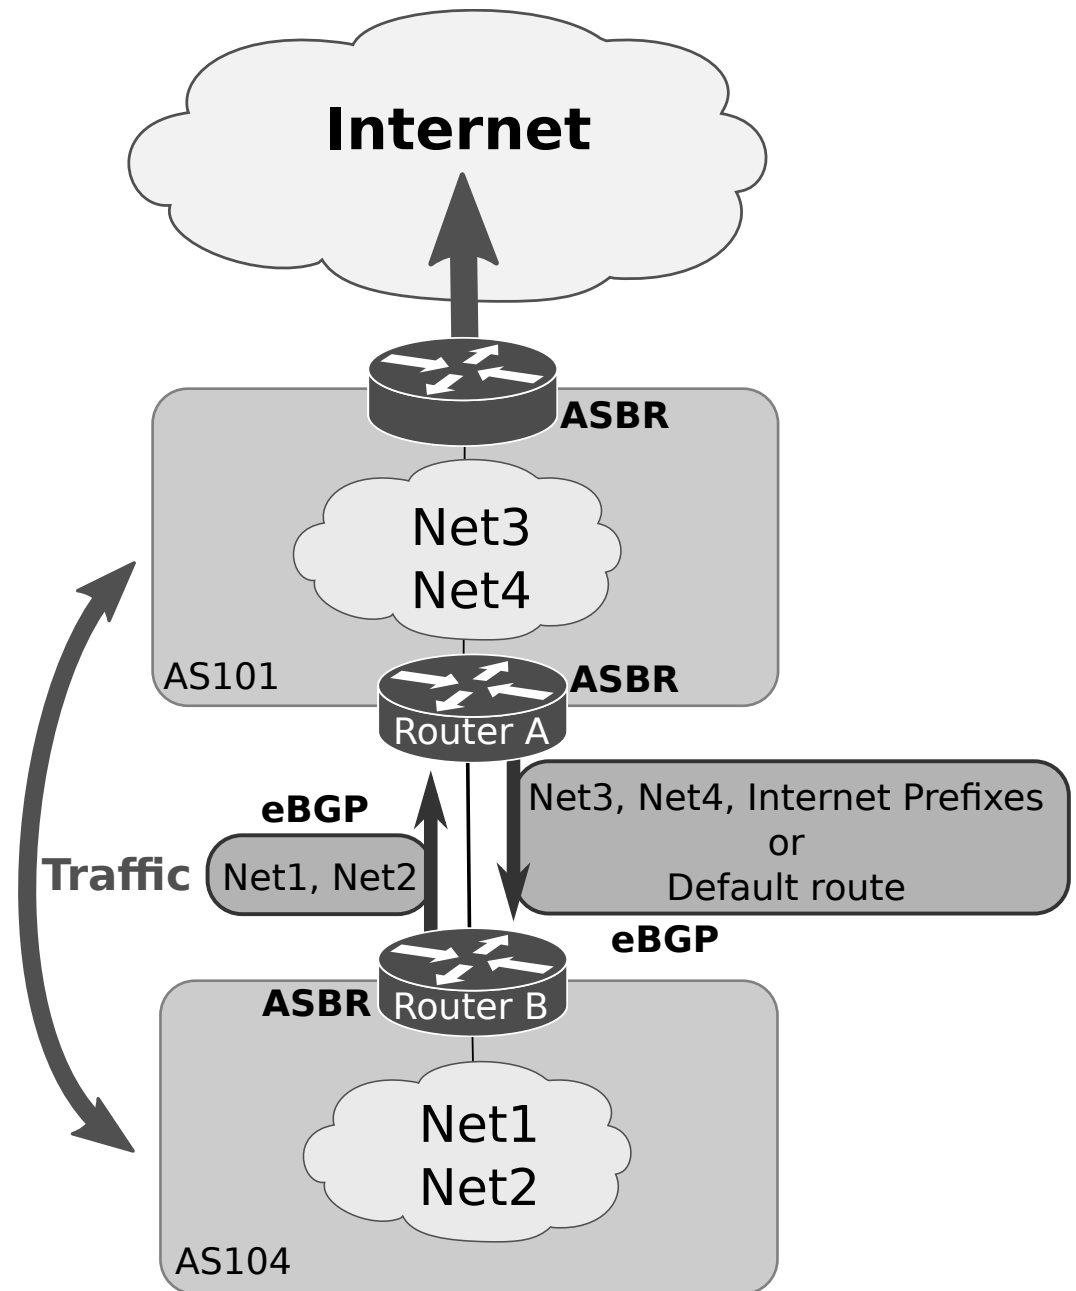 Internet
ASBR
Net3
Net4
AS101
ASBR
Router A
eBGP
Net3, Net4, Internet Prefixes
or
Default route
Traffic
Net1, Net2
eBGP
ASBR
Router B
Net1
Net2
AS104